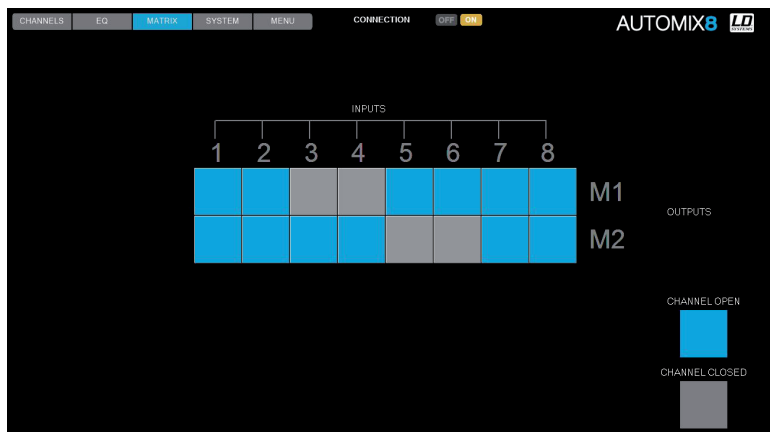 CHANNELS EQ MATRIX SYSTEM MENU CONNECTION OFF ON AUTOMIX8 LD SYSTEMS
INPUTS
1 2 3 4 5 6 7 8
M1
OUTPUTS
M2
CHANNEL OPEN
CHANNEL CLOSED